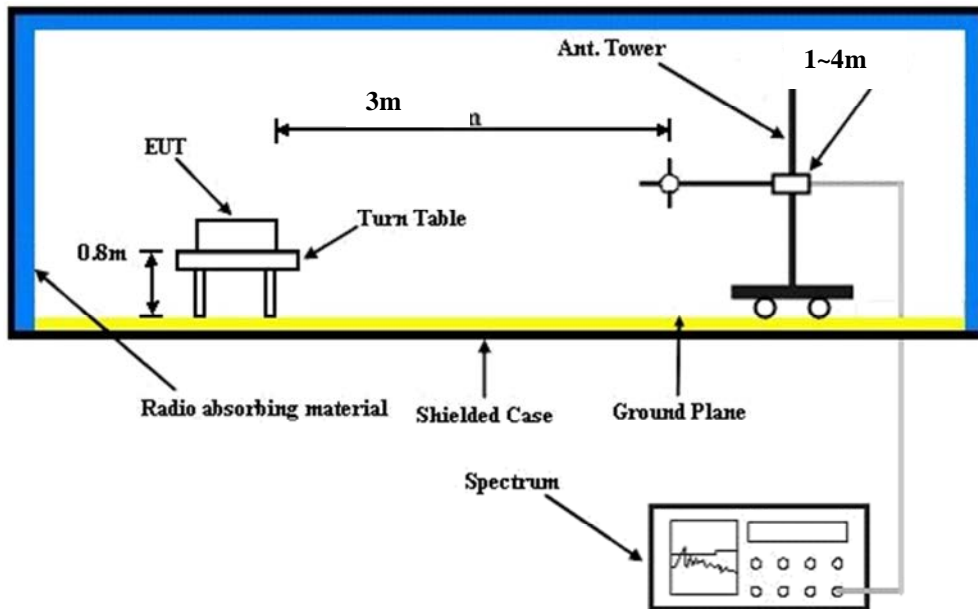 Ant. Tower
1~4m
3m
n
EUT
Turn Table
0.8m
Radio absorbing material
Shielded Case
Ground Plane
Spectrum